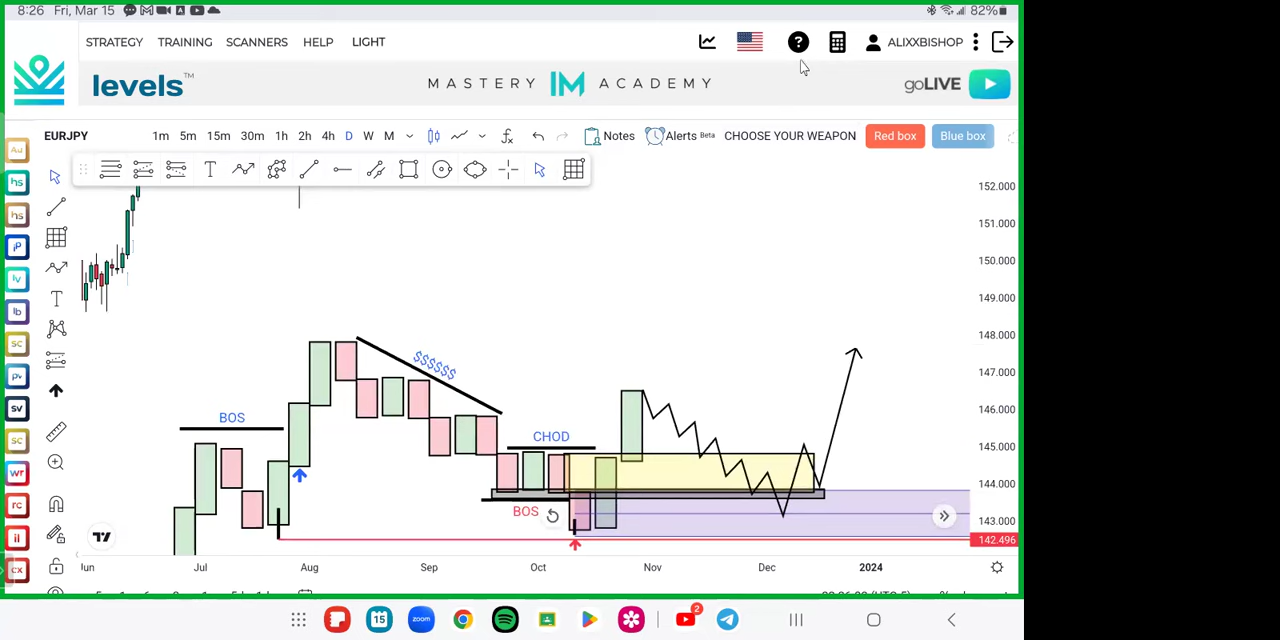 8:26 Fri, Mar 15
82%
STRATEGY TRAINING SCANNERS HELP LIGHT
ALIXXBISHOP
levels™
MASTERY IM ACADEMY
goLIVE
EURJPY 1m 5m 15m 30m 1h 2h 4h D W M Notes Alerts Beta CHOOSE YOUR WEAPON Red box Blue box
152.000
151.000
150.000
149.000
148.000
147.000
146.000
145.000
144.000
143.000
142.496
$$$$$$
BOS
CHOD
BOS
Jul Aug Sep Oct Nov Dec 2024
15
zoom
2